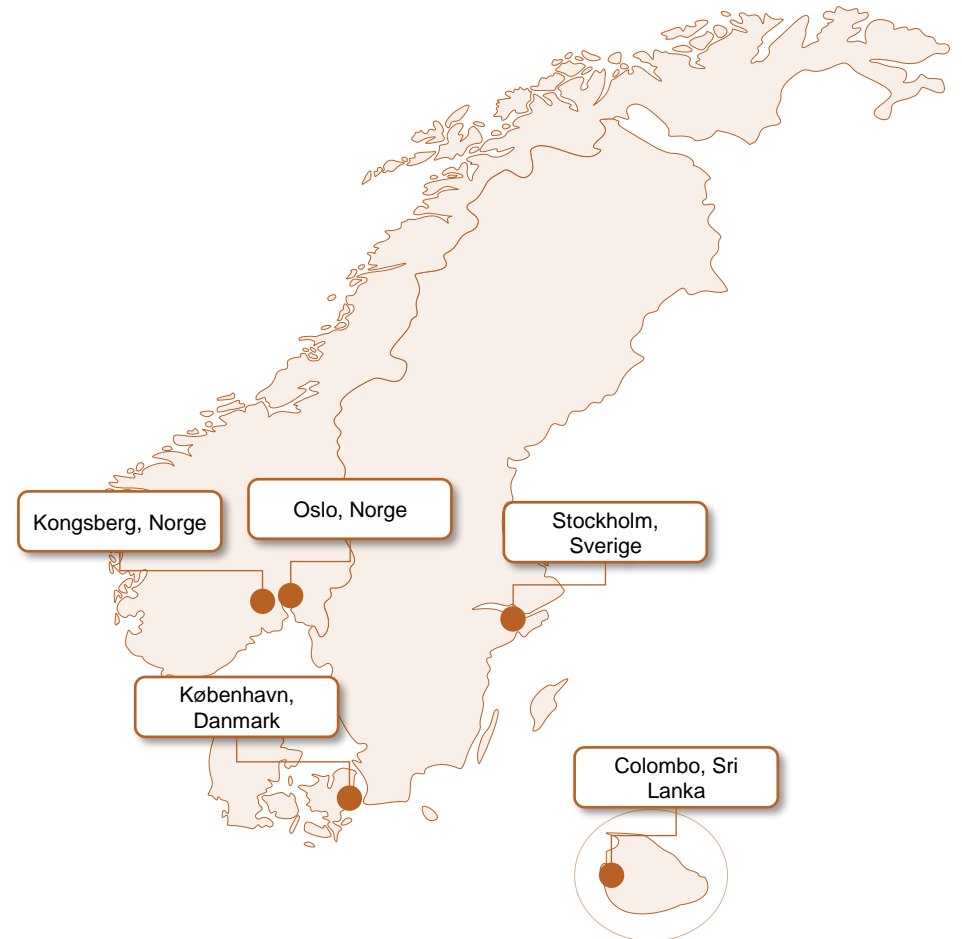 Kongsberg, Norge
Oslo, Norge
Stockholm,
Sverige
København,
Danmark
Colombo, Sri
Lanka